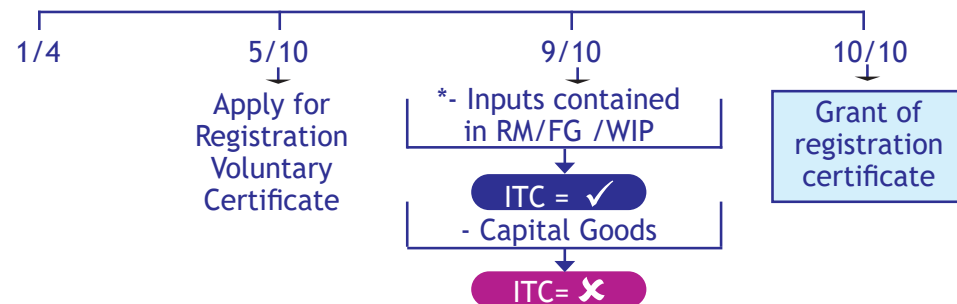 1/4
5/10
9/10
10/10
Apply for
Registration
Voluntary
Certificate
*- Inputs contained
in RM/FG /WIP
ITC = ✓
- Capital Goods
ITC= ✘
Grant of
registration
certificate